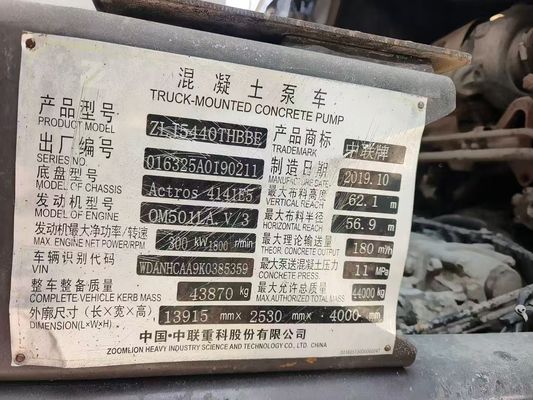 混凝土泵车
TRUCK-MOUNTED CONCRETE PUMP
产品型号 ZLJ5440THBBE 产品商标 中联牌
PRODUCT MODEL TRADEMARK
出厂编号 016325A0190211 制造日期 2019.10
SERIES NO. MANUFACTURE DATE
底盘型号 Actros 4141E5 最大布料高度 62.1 m
MODEL OF CHASSIS VERTICAL REACH
发动机型号 OM501LA.V/3 最大布料半径 56.9 m
MODEL OF ENGINE HORIZONTAL REACH
发动机最大净功率/转速 300 kW 1800 r/min 最大理论输送量 180 m³/h
MAX. ENGINE NET POWER/RPM THEORETICAL OUTPUT
车辆识别代码 WDANHCAA9K0385359 最大泵送混凝土压力 11 MPa
VIN CONCRETE PRESSURE
整车整备质量 43870 kg 最大允许总质量 44000 kg
COMPLETE VEHICLE KERB MASS MAX.AUTHORIZED TOTAL MASS
外廓尺寸(长×宽×高) 13915 mm× 2530 mm× 4000 mm
DIMENSION(L×W×H)
中国·中联重科股份有限公司
ZOOMLION HEAVY INDUSTRY SCIENCE AND TECHNOLOGY CO., LTD. CHINA